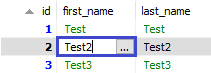 id first_name last_name
1 Test Test
2 Test2 ... Test2
3 Test3 Test3